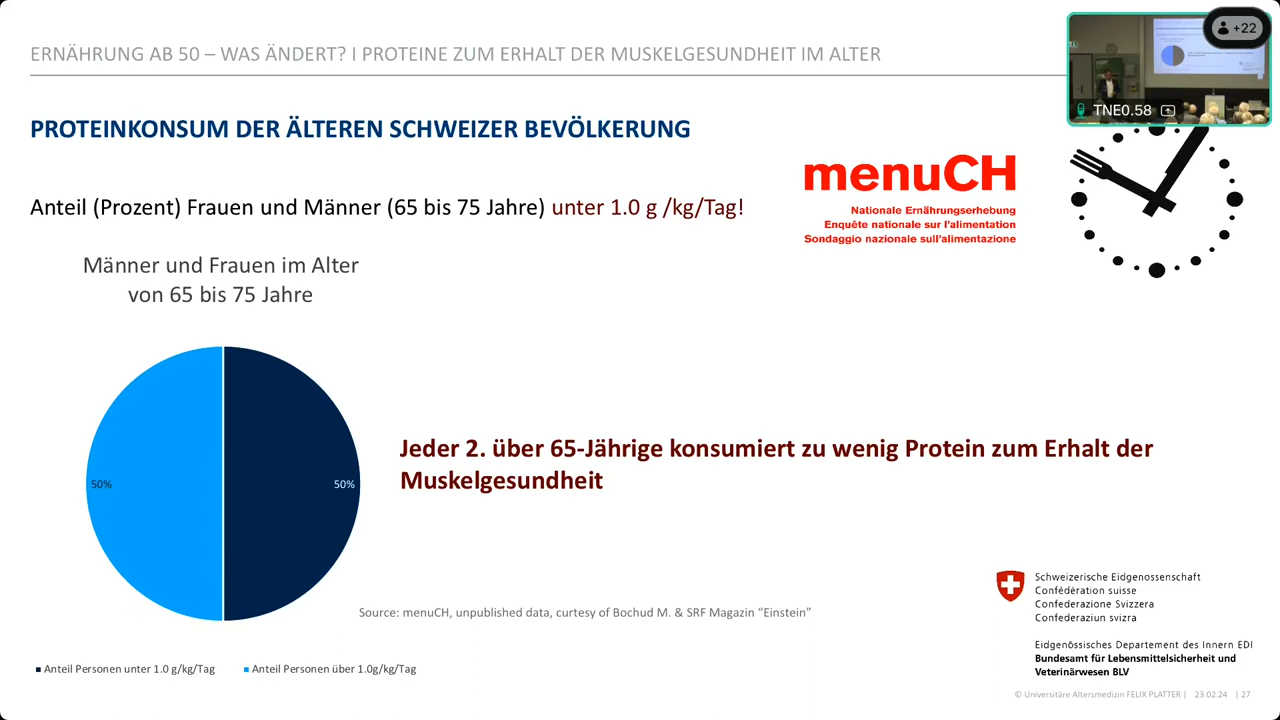 ERNÄHRUNG AB 50 – WAS ÄNDERT? I PROTEINE ZUM ERHALT DER MUSKELGESUNDHEIT IM ALTER
+22
TNE0.58
PROTEINKONSUM DER ÄLTEREN SCHWEIZER BEVÖLKERUNG
menuCH
Nationale Ernährungserhebung
Enquête nationale sur l'alimentation
Sondaggio nazionale sull'alimentazione
Anteil (Prozent) Frauen und Männer (65 bis 75 Jahre) unter 1.0 g /kg/Tag!
Männer und Frauen im Alter
von 65 bis 75 Jahre
50%
50%
Jeder 2. über 65-Jährige konsumiert zu wenig Protein zum Erhalt der
Muskelgesundheit
Source: menuCH, unpublished data, curtesy of Bochud M. & SRF Magazin “Einstein”
Anteil Personen unter 1.0 g/kg/Tag
Anteil Personen über 1.0g/kg/Tag
Schweizerische Eidgenossenschaft
Confédération suisse
Confederazione Svizzera
Confederaziun svizra
Eidgenössisches Departement des Innern EDI
Bundesamt für Lebensmittelsicherheit und
Veterinärwesen BLV
© Universitäre Altersmedizin FELIX PLATTER | 23.02.24 | 27